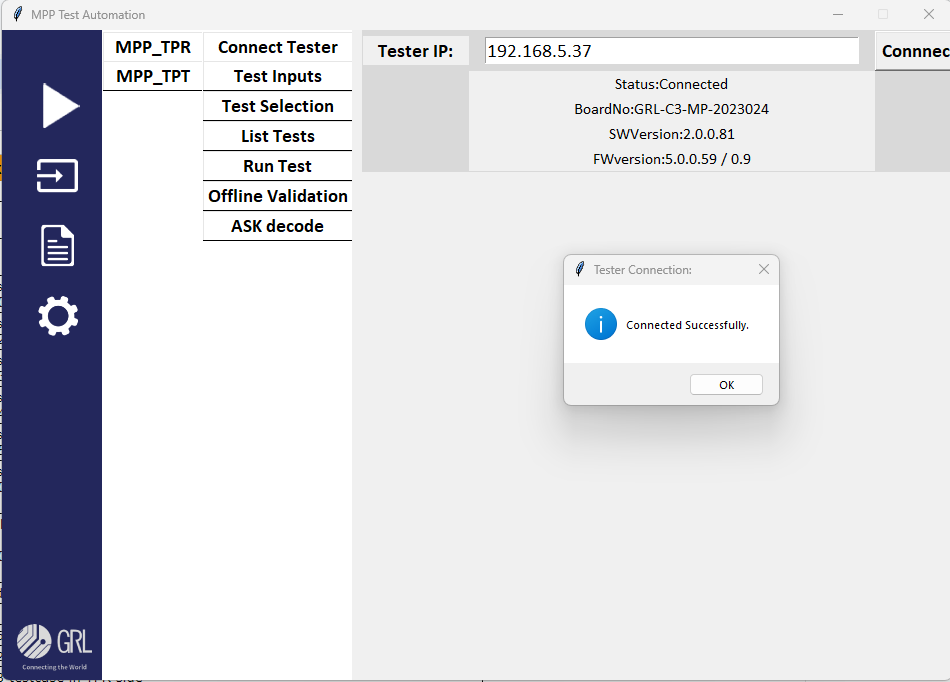 MPP Test Automation
MPP_TPR
MPP_TPT
Connect Tester
Test Inputs
Test Selection
List Tests
Run Test
Offline Validation
ASK decode
Tester IP:
192.168.5.37
Connnec
Status:Connected
BoardNo:GRL-C3-MP-2023024
SWVersion:2.0.0.81
FWversion:5.0.0.59 / 0.9
Tester Connection:
Connected Successfully.
OK
GRL
Connecting the World